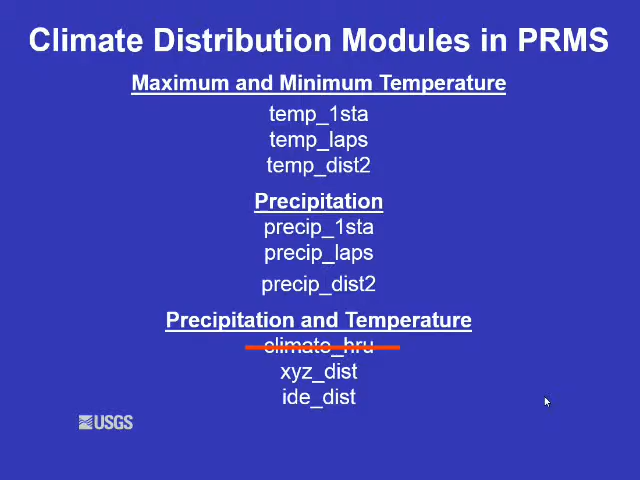 Climate Distribution Modules in PRMS
Maximum and Minimum Temperature
temp_1sta
temp_laps
temp_dist2
Precipitation
precip_1sta
precip_laps
precip_dist2
Precipitation and Temperature
climate_hru
xyz_dist
ide_dist
USGS